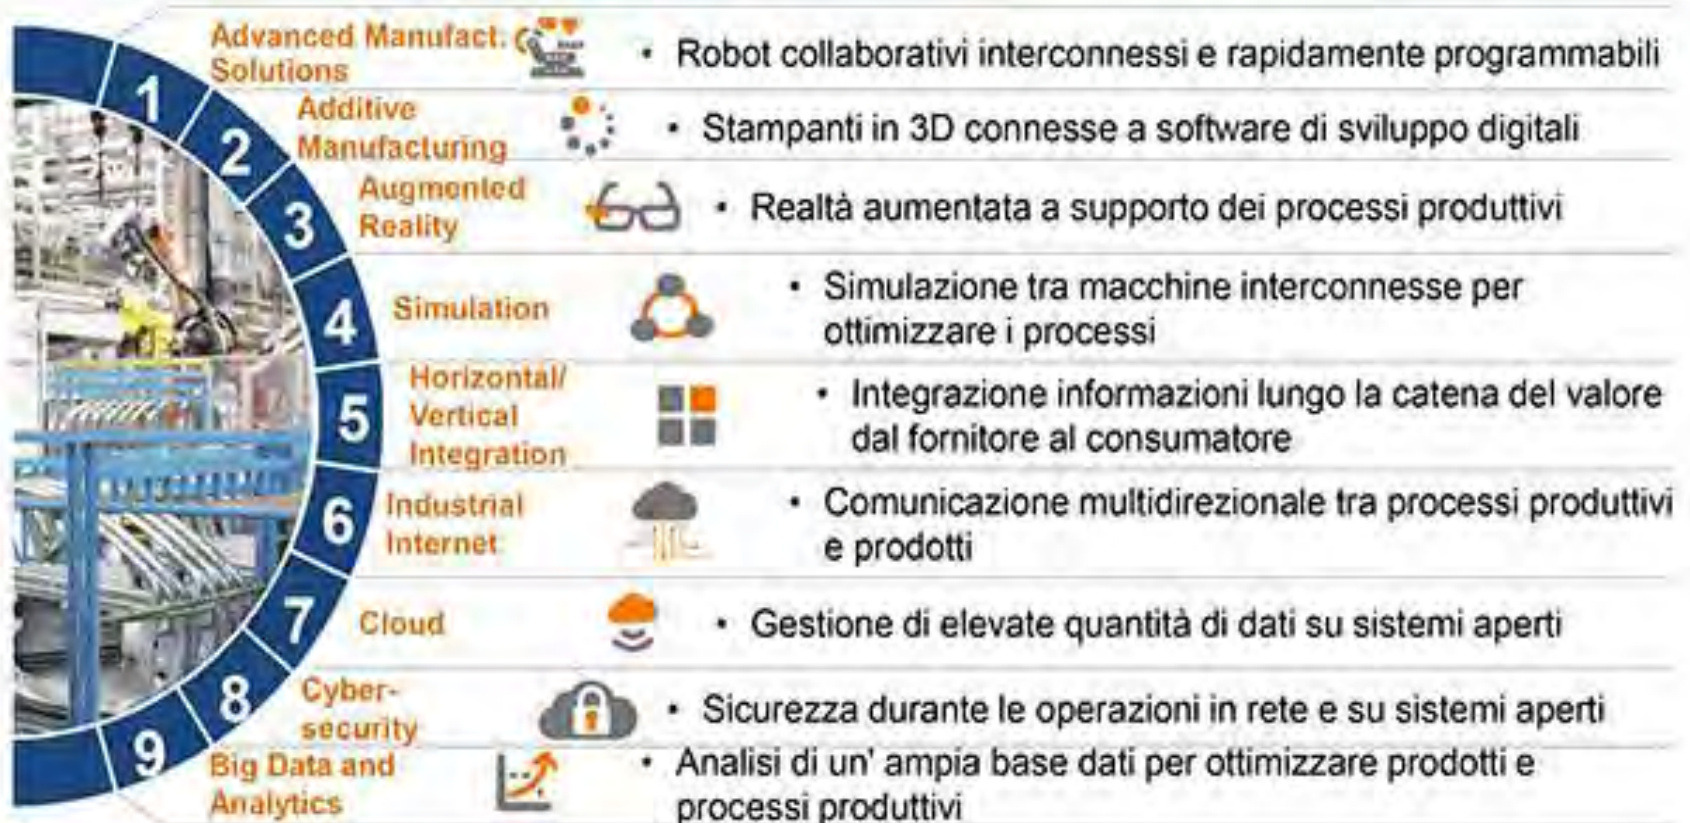 1
Advanced Manufact.
Solutions
• Robot collaborativi interconnessi e rapidamente programmabili
2
Additive
Manufacturing
• Stampanti in 3D connesse a software di sviluppo digitali
3
Augmented
Reality
• Realtà aumentata a supporto dei processi produttivi
4
Simulation
• Simulazione tra macchine interconnesse per
ottimizzare i processi
5
Horizontal/
Vertical
Integration
• Integrazione informazioni lungo la catena del valore
dal fornitore al consumatore
6
Industrial
Internet
• Comunicazione multidirezionale tra processi produttivi
e prodotti
7
Cloud
• Gestione di elevate quantità di dati su sistemi aperti
8
Cyber-
security
• Sicurezza durante le operazioni in rete e su sistemi aperti
9
Big Data and
Analytics
• Analisi di un' ampia base dati per ottimizzare prodotti e
processi produttivi